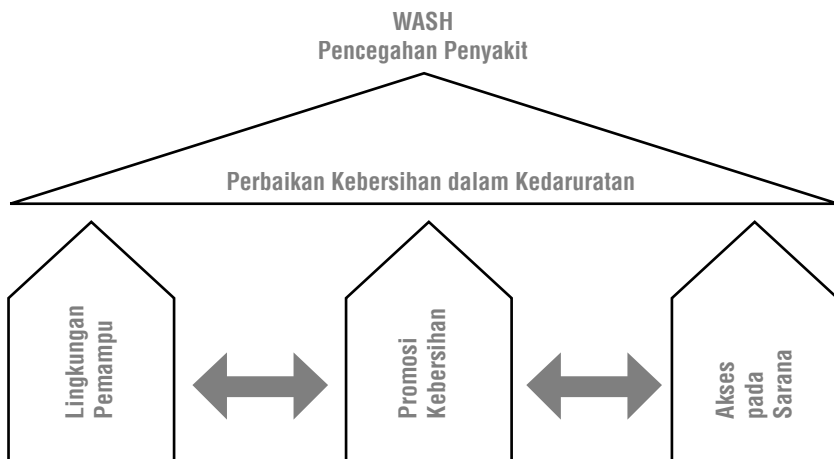 WASH
Pencegahan Penyakit
Perbaikan Kebersihan dalam Kedaruratan
Lingkungan
Pemampu
Promosi
Kebersihan
Akses
pada
Sarana